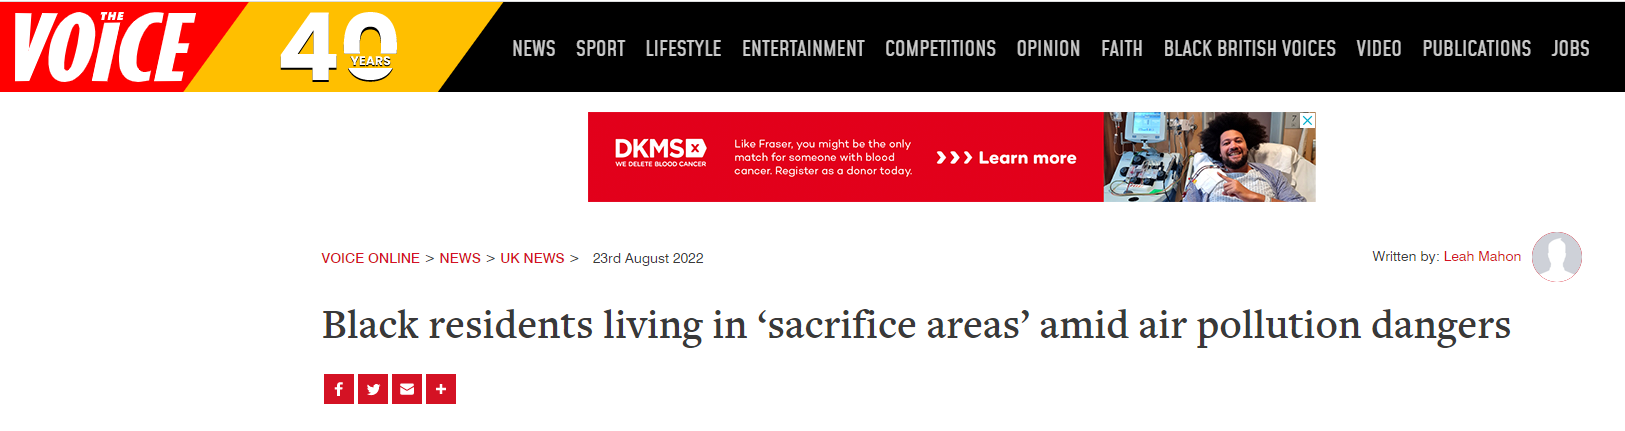 THE
VOICE
40
YEARS
NEWS SPORT LIFESTYLE ENTERTAINMENT COMPETITIONS OPINION FAITH BLACK BRITISH VOICES VIDEO PUBLICATIONS JOBS
DKMS
WE DELETE BLOOD CANCER
Like Fraser, you might be the only
match for someone with blood
cancer. Register as a donor today.
Learn more
VOICE ONLINE > NEWS > UK NEWS > 23rd August 2022
Written by: Leah Mahon
Black residents living in ‘sacrifice areas’ amid air pollution dangers